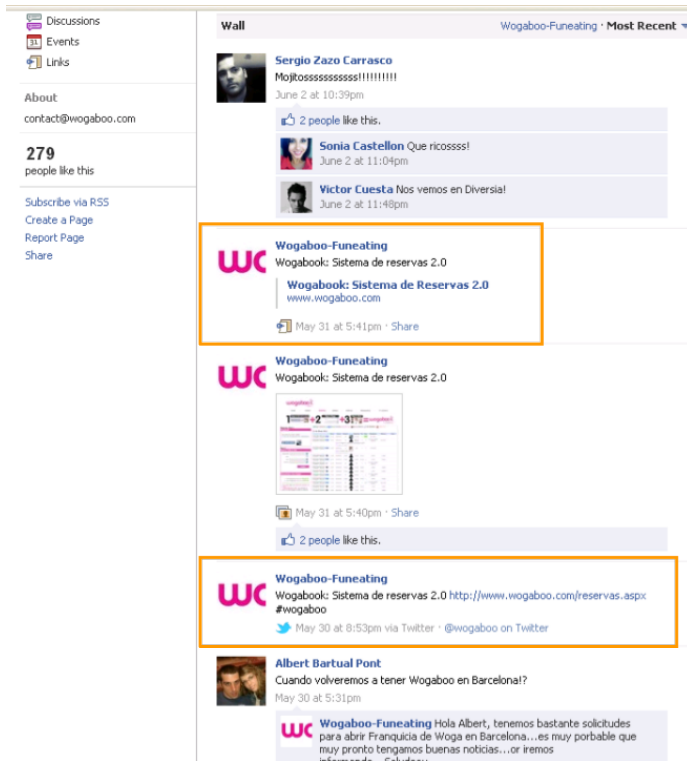 Discussions
31 Events
Links
About
contact@wogaboo.com
279
people like this
Subscribe via RSS
Create a Page
Report Page
Share
Wall
Wogaboo-Funeating · Most Recent
Sergio Zazo Carrasco
Mojitosssssssssss!!!!!!!!!!
June 2 at 10:39pm
2 people like this.
Sonia Castellon Que ricossss!
June 2 at 11:04pm
Victor Cuesta Nos vemos en Diversia!
June 2 at 11:48pm
WO
Wogaboo-Funeating
Wogabook: Sistema de reservas 2.0
Wogabook: Sistema de Reservas 2.0
www.wogaboo.com
May 31 at 5:41pm · Share
WO
Wogaboo-Funeating
Wogabook: Sistema de reservas 2.0
May 31 at 5:40pm · Share
2 people like this.
WO
Wogaboo-Funeating
Wogabook: Sistema de reservas 2.0 http://www.wogaboo.com/reservas.aspx
#wogaboo
May 30 at 8:53pm via Twitter · @wogaboo on Twitter
Albert Bartual Pont
Cuando volveremos a tener Wogaboo en Barcelona!?
May 30 at 5:31pm
WO
Wogaboo-Funeating Hola Albert, tenemos bastante solicitudes
para abrir Franquicia de Woga en Barcelona...es muy porbable que
muy pronto tengamos buenas noticias...or iremos